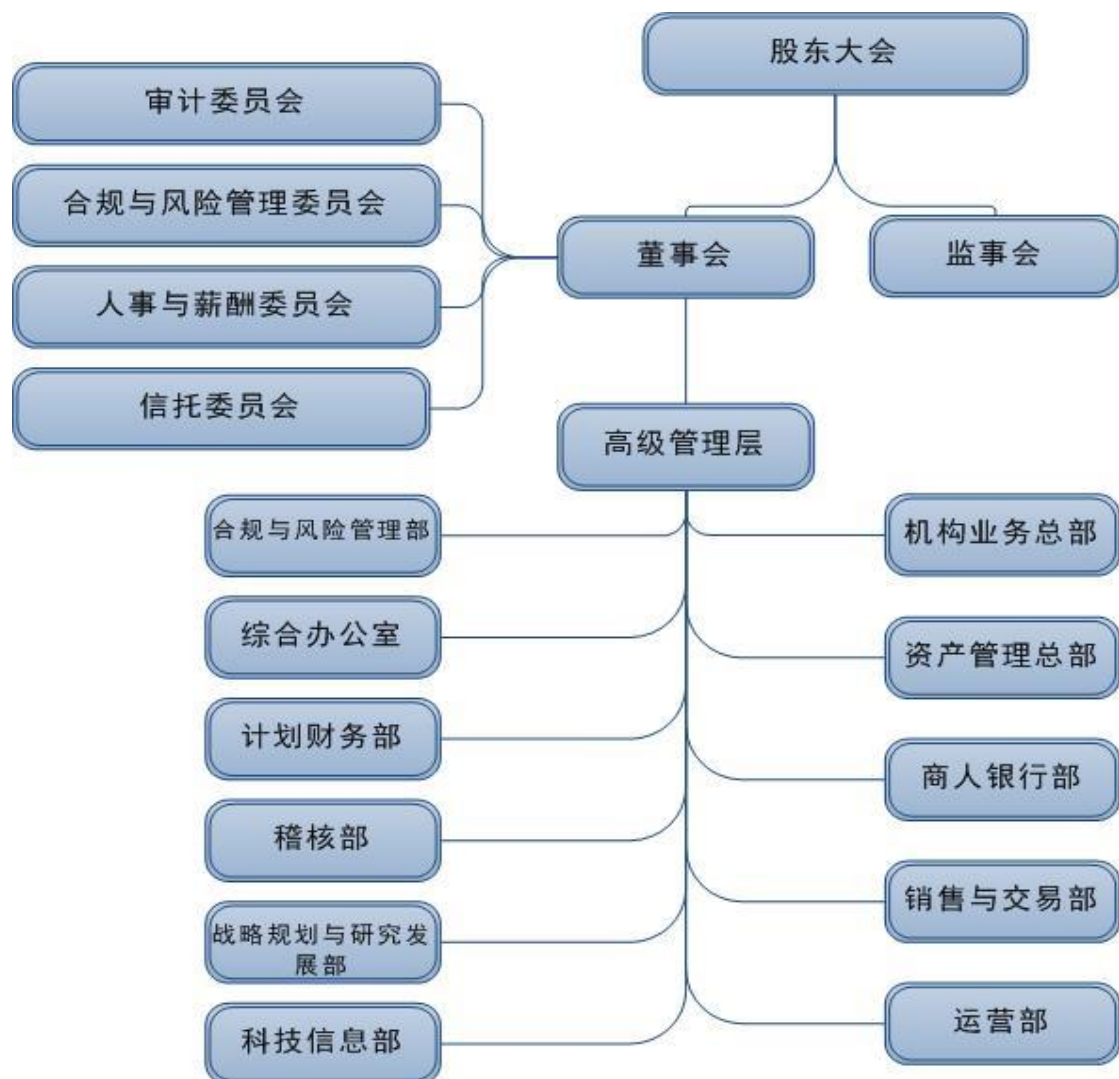 股东大会
审计委员会
合规与风险管理委员会
董事会
监事会
人事与薪酬委员会
信托委员会
高级管理层
合规与风险管理部
机构业务总部
综合办公室
资产管理总部
计划财务部
商人银行部
稽核部
销售与交易部
战略规划与研究发
展部
运营部
科技信息部